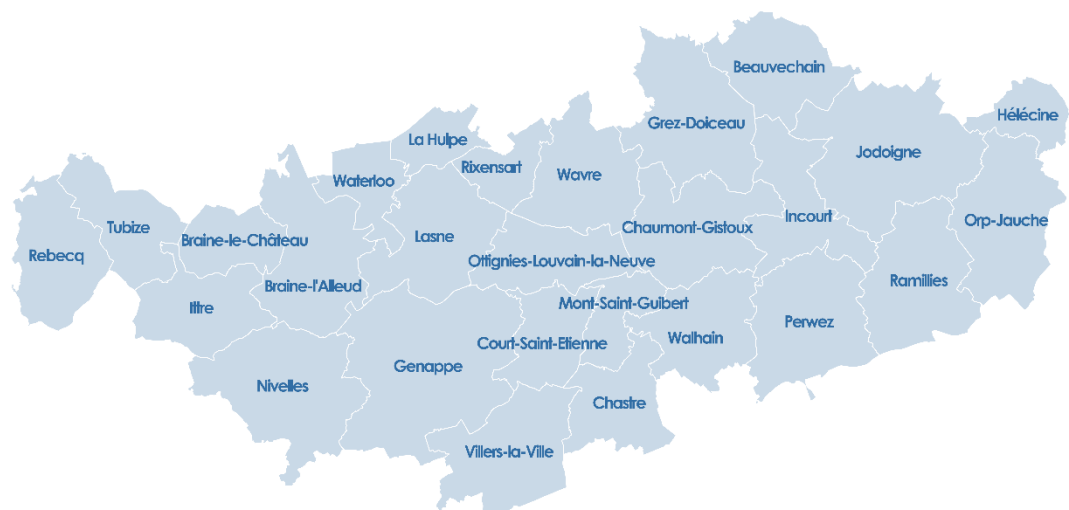 Beauvechain
Hélécine
Grez-Doiceau
La Hulpe
Jodoigne
Rixensart
Wavre
Waterloo
Incourt
Orp-Jauche
Tubize
Chaumont-Gistoux
Braine-le-Château
Lasne
Rebecq
Ottignies-Louvain-la-Neuve
Ramillies
Braine-l'Alleud
Mont-Saint-Guibert
Ittre
Perwez
Walhain
Court-Saint-Etienne
Genappe
Nivelles
Chastre
Villers-la-Ville